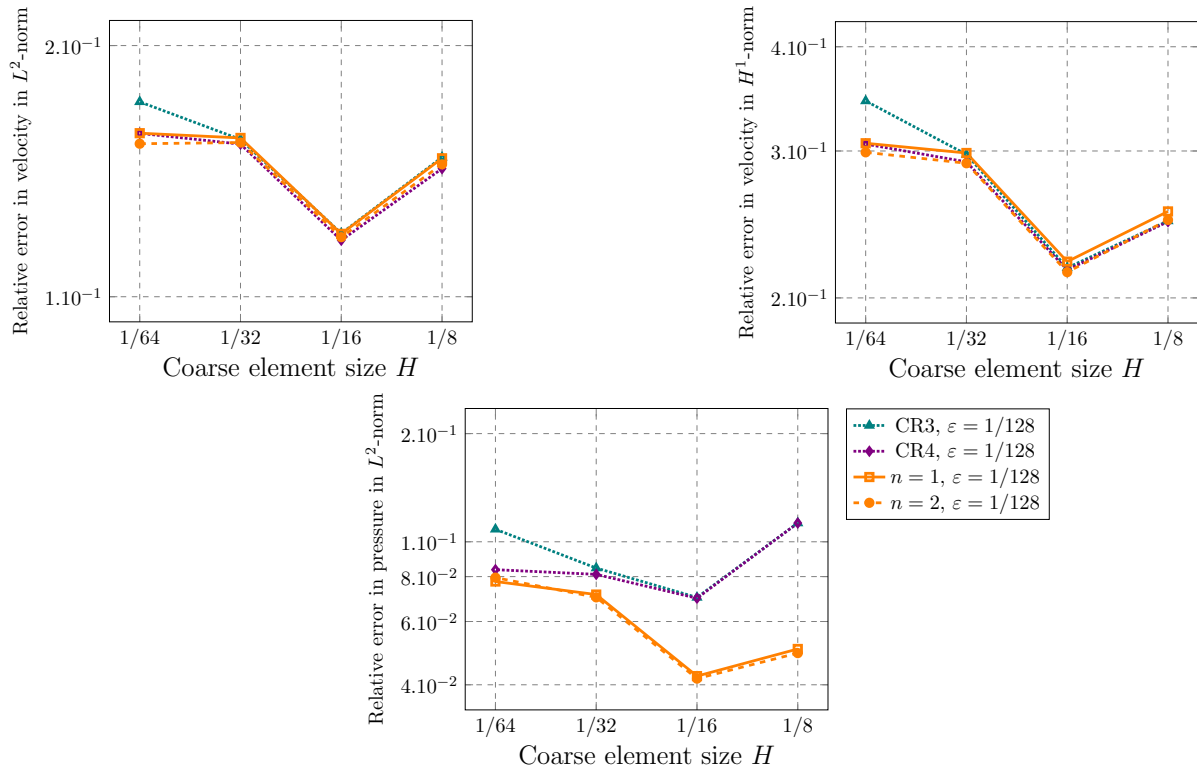 Relative error in velocity in L²-norm
2.10⁻¹
1.10⁻¹
1/64 1/32 1/16 1/8
Coarse element size H
Relative error in velocity in H¹-norm
4.10⁻¹
3.10⁻¹
2.10⁻¹
1/64 1/32 1/16 1/8
Coarse element size H
Relative error in pressure in L²-norm
2.10⁻¹
1.10⁻¹
8.10⁻²
6.10⁻²
4.10⁻²
1/64 1/32 1/16 1/8
Coarse element size H
CR3, ε = 1/128
CR4, ε = 1/128
n = 1, ε = 1/128
n = 2, ε = 1/128